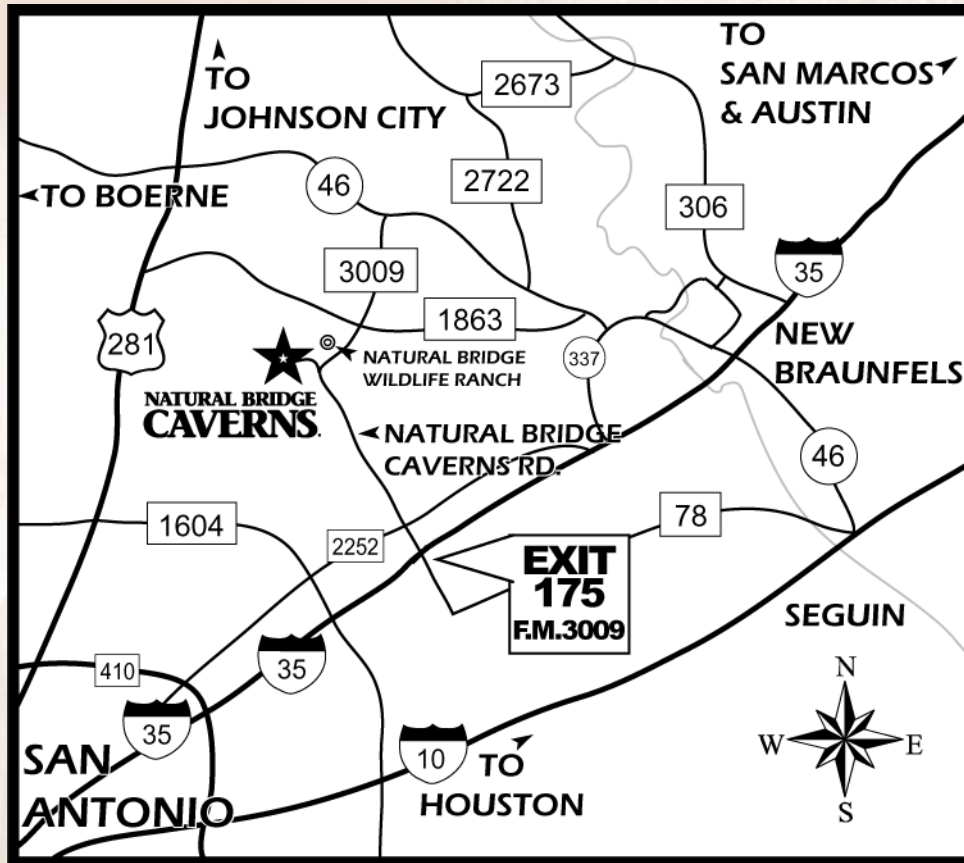 TO
JOHNSON CITY
2673
TO
SAN MARCOS
& AUSTIN
TO BOERNE
46
2722
306
3009
35
281
1863
NATURAL BRIDGE
WILDLIFE RANCH
337
NEW
BRAUNFELS
NATURAL BRIDGE
CAVERNS
NATURAL BRIDGE
CAVERNS RD.
46
1604
2252
78
EXIT
175
F.M.3009
SEGUIN
410
35
35
SAN
ANTONIO
10
TO
HOUSTON
N
W
E
S